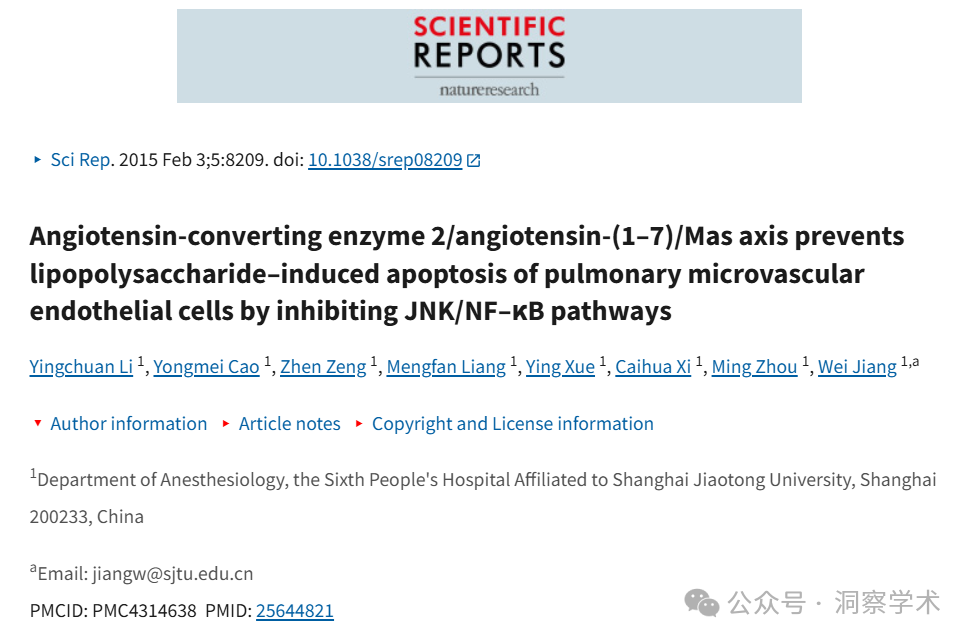 SCIENTIFIC
REPORTS
natureresearch
Sci Rep. 2015 Feb 3;5:8209. doi: 10.1038/srep08209
Angiotensin-converting enzyme 2/angiotensin-(1–7)/Mas axis prevents
lipopolysaccharide–induced apoptosis of pulmonary microvascular
endothelial cells by inhibiting JNK/NF–κB pathways
Yingchuan Li 1, Yongmei Cao 1, Zhen Zeng 1, Mengfan Liang 1, Ying Xue 1, Caihua Xi 1, Ming Zhou 1, Wei Jiang 1,a
Author information Article notes Copyright and License information
1Department of Anesthesiology, the Sixth People's Hospital Affiliated to Shanghai Jiaotong University, Shanghai
200233, China
aEmail: jiangw@sjtu.edu.cn
PMCID: PMC4314638 PMID: 25644821
公众号 · 洞察学术